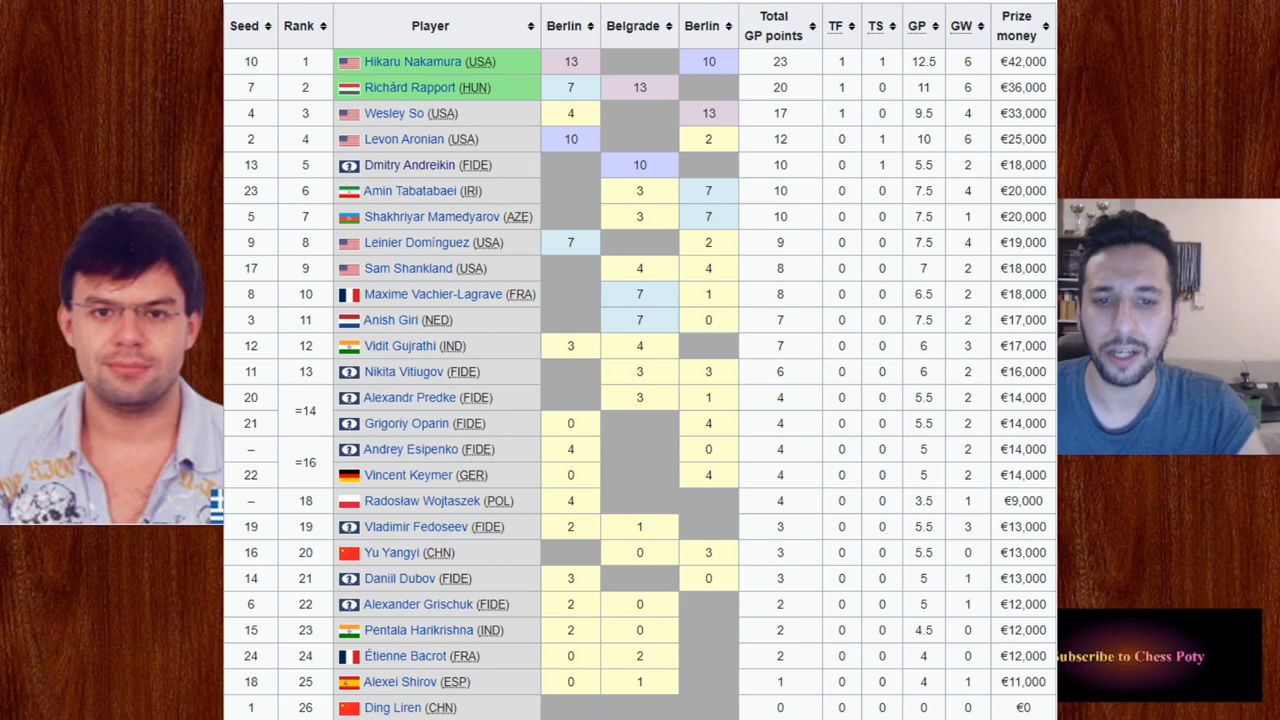 Seed Rank Player Berlin Belgrade Berlin Total GP points TF TS GP GW Prize money
10 1 Hikaru Nakamura (USA) 13 10 23 1 1 12.5 6 €42,000
7 2 Richárd Rapport (HUN) 7 13 20 1 0 11 6 €36,000
4 3 Wesley So (USA) 4 13 17 1 0 9.5 4 €33,000
2 4 Levon Aronian (USA) 10 2 12 0 1 10 6 €25,000
13 5 Dmitry Andreikin (FIDE) 10 10 0 1 5.5 2 €18,000
23 6 Amin Tabatabaei (IRI) 3 7 10 0 0 7.5 4 €20,000
5 7 Shakhriyar Mamedyarov (AZE) 3 7 10 0 0 7.5 1 €20,000
9 8 Leinier Domínguez (USA) 7 2 9 0 0 7.5 4 €19,000
17 9 Sam Shankland (USA) 4 4 8 0 0 7 2 €18,000
8 10 Maxime Vachier-Lagrave (FRA) 7 1 8 0 0 6.5 2 €18,000
3 11 Anish Giri (NED) 7 0 7 0 0 7.5 2 €17,000
12 12 Vidit Gujrathi (IND) 3 4 7 0 0 6 3 €17,000
11 13 Nikita Vitiugov (FIDE) 3 3 6 0 0 6 2 €16,000
20 =14 Alexandr Predke (FIDE) 3 1 4 0 0 5.5 2 €14,000
21 Grigoriy Oparin (FIDE) 0 4 4 0 0 5.5 2 €14,000
– =16 Andrey Esipenko (FIDE) 4 0 4 0 0 5 2 €14,000
22 Vincent Keymer (GER) 0 4 4 0 0 5 2 €14,000
– 18 Radosław Wojtaszek (POL) 4 4 0 0 3.5 1 €9,000
19 19 Vladimir Fedoseev (FIDE) 2 1 3 0 0 5.5 3 €13,000
16 20 Yu Yangyi (CHN) 0 3 3 0 0 5.5 0 €13,000
14 21 Daniil Dubov (FIDE) 3 0 3 0 0 5 1 €13,000
6 22 Alexander Grischuk (FIDE) 2 0 2 0 0 5 1 €12,000
15 23 Pentala Harikrishna (IND) 2 0 2 0 0 4.5 0 €12,000
24 24 Étienne Bacrot (FRA) 0 2 2 0 0 4 0 €12,000
18 25 Alexei Shirov (ESP) 0 1 1 0 0 4 1 €11,000
1 26 Ding Liren (CHN) 0 0 0 0 0 €0
ubscribe to Chess Poty